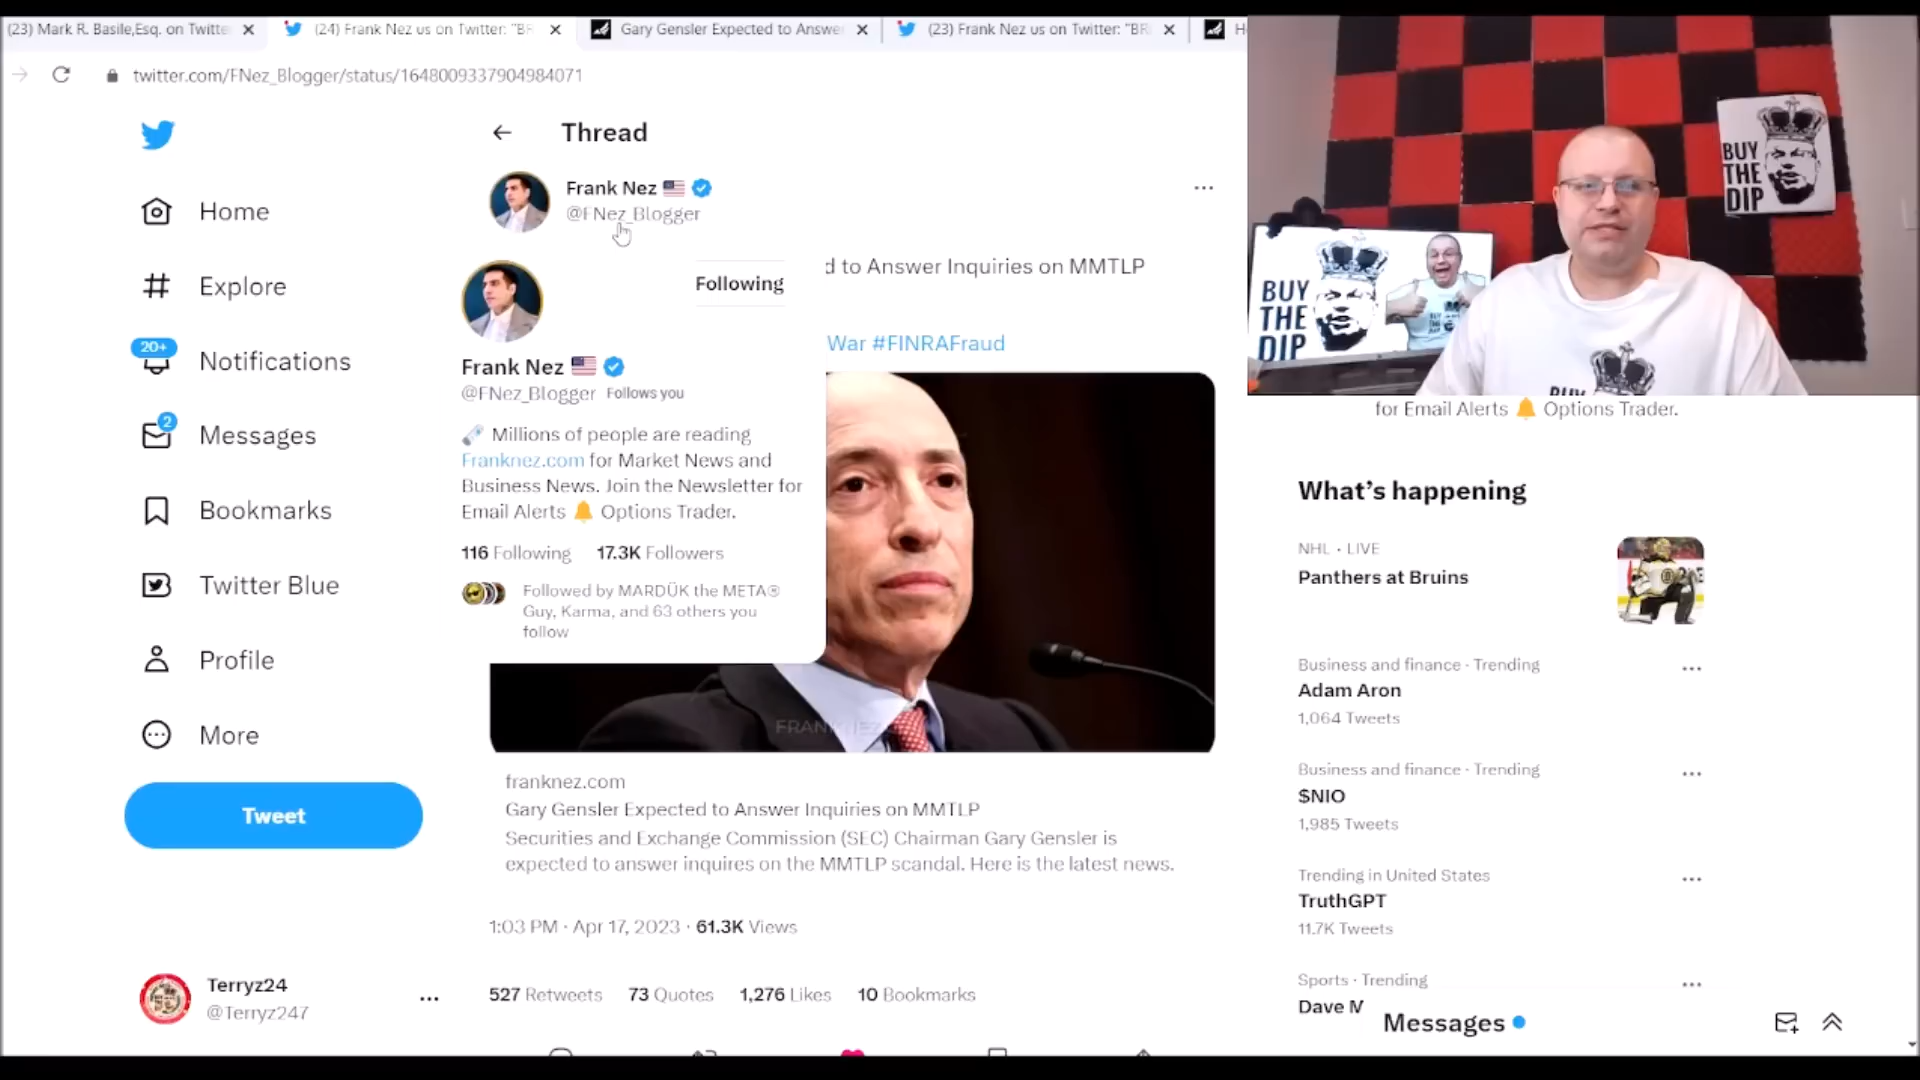 (23) Mark R. Basile,Esq. on Twitte
(24) Frank Nez us on Twitter: "BR
Gary Gensler Expected to Answe
(23) Frank Nez us on Twitter: "BR
H
twitter.com/FNez_Blogger/status/1648009337904984071
Home
Explore
20+
Notifications
2
Messages
Bookmarks
Twitter Blue
Profile
More
Tweet
Terryz24
@Terryz247
Thread
Frank Nez
@FNez_Blogger
d to Answer Inquiries on MMTLP
War #FINRAFraud
Following
Frank Nez
@FNez_Blogger Follows you
Millions of people are reading
Franknez.com for Market News and
Business News. Join the Newsletter for
Email Alerts 🔔 Options Trader.
116 Following 17.3K Followers
Followed by MARDÜK the META®
Guy, Karma, and 63 others you
follow
franknez.com
Gary Gensler Expected to Answer Inquiries on MMTLP
Securities and Exchange Commission (SEC) Chairman Gary Gensler is
expected to answer inquires on the MMTLP scandal. Here is the latest news.
1:03 PM · Apr 17, 2023 · 61.3K Views
527 Retweets 73 Quotes 1,276 Likes 10 Bookmarks
BUY
THE
DIP
BUY
THE
DIP
BUY
for Email Alerts 🔔 Options Trader.
What's happening
NHL · LIVE
Panthers at Bruins
Business and finance · Trending
Adam Aron
1,064 Tweets
Business and finance · Trending
$NIO
1,985 Tweets
Trending in United States
TruthGPT
11.7K Tweets
Sports · Trending
Dave M
Messages